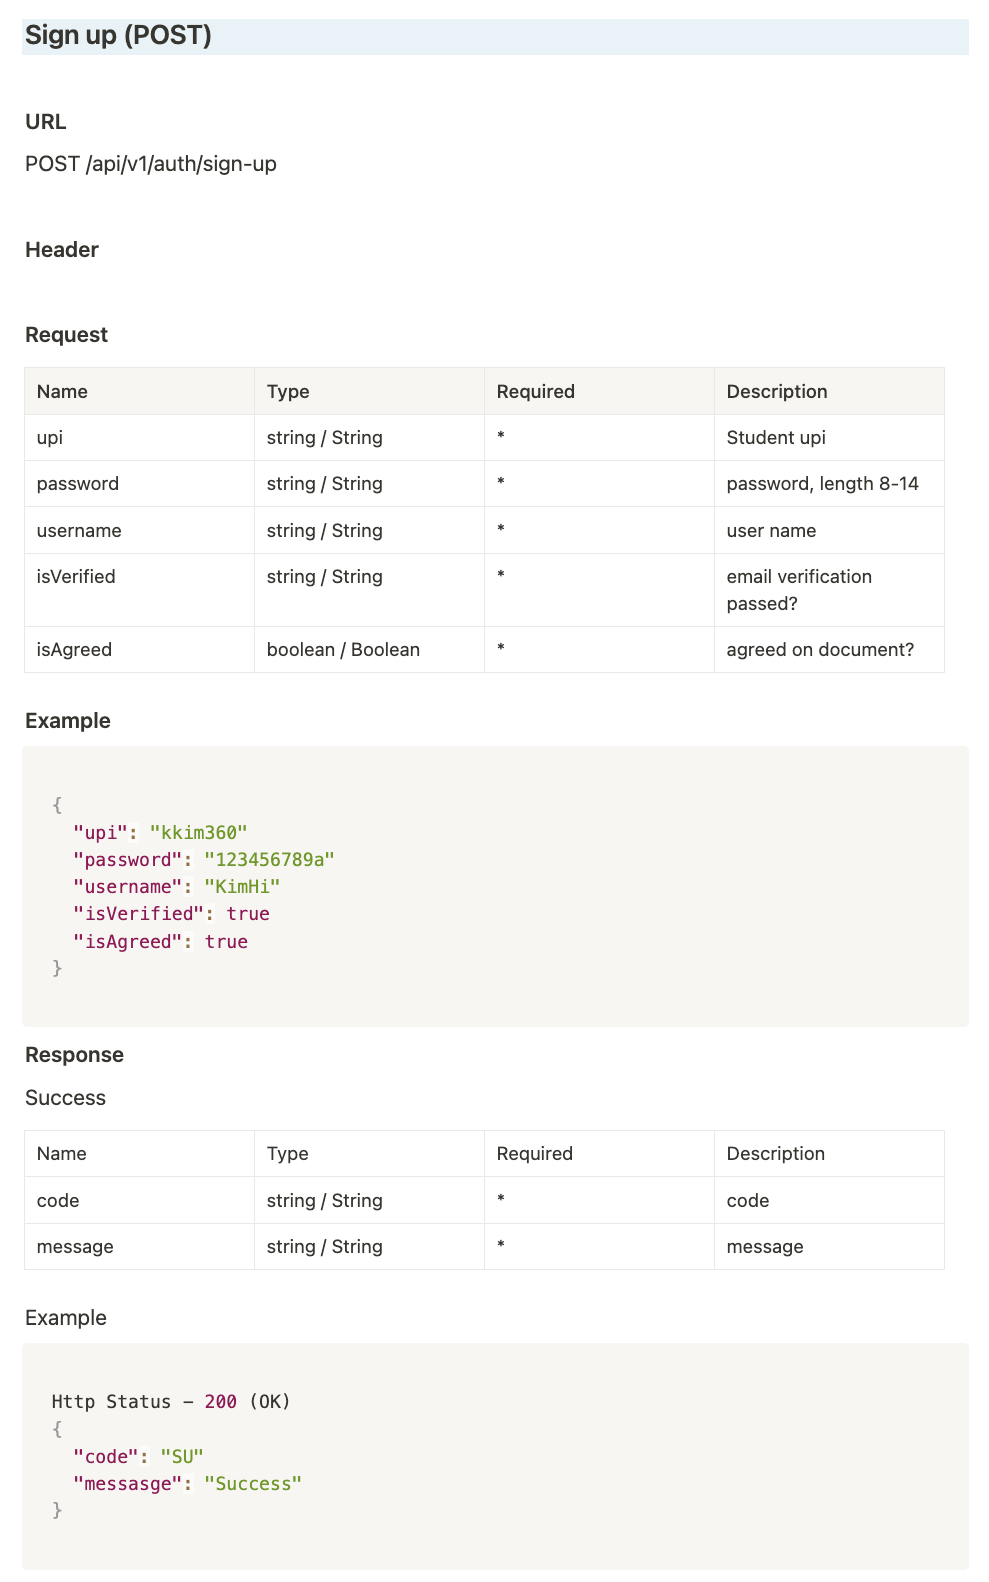 Sign up (POST)
URL
POST /api/v1/auth/sign-up
Header
Request
Name Type Required Description
upi string / String * Student upi
password string / String * password, length 8-14
username string / String * user name
isVerified string / String * email verification
passed?
isAgreed boolean / Boolean * agreed on document?
Example
{
"upi": "kkim360"
"password": "123456789a"
"username": "KimHi"
"isVerified": true
"isAgreed": true
}
Response
Success
Name Type Required Description
code string / String * code
message string / String * message
Example
Http Status – 200 (OK)
{
"code": "SU"
"messasge": "Success"
}